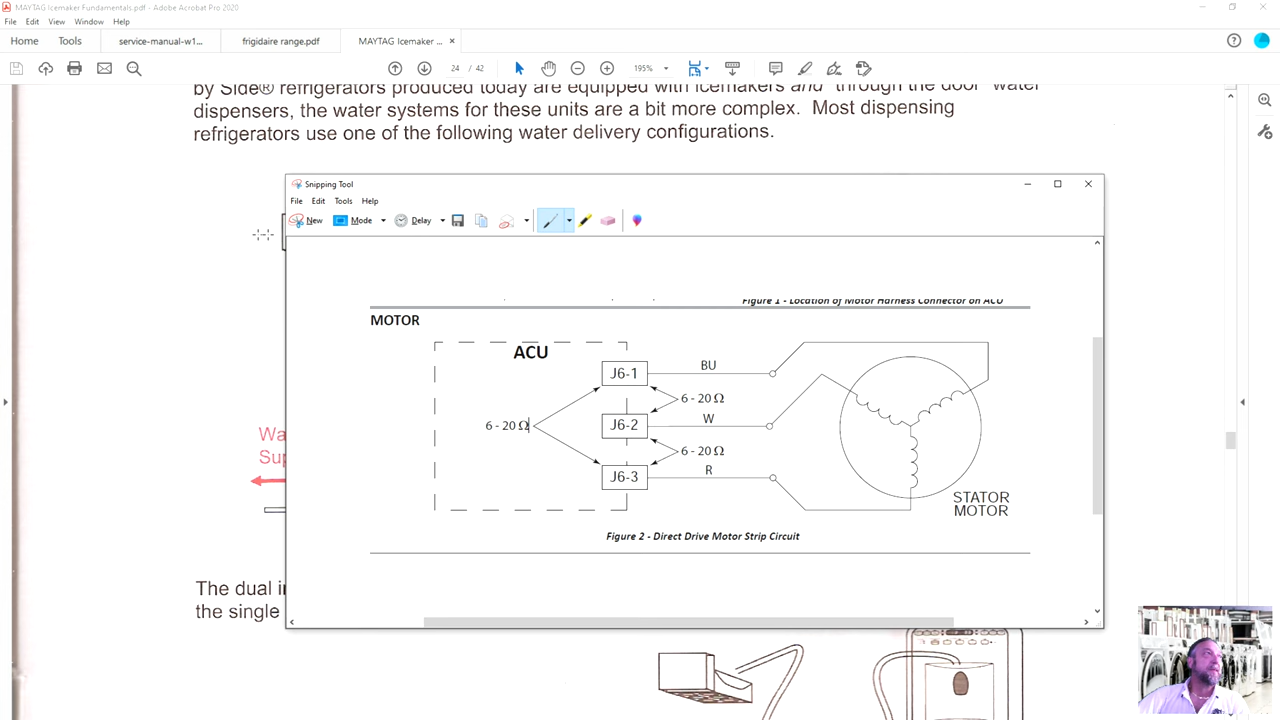 MAYTAG Icemaker Fundamentals.pdf - Adobe Acrobat Pro 2020
File Edit View Window Help
Home Tools service-manual-w1... frigidaire range.pdf MAYTAG Icemaker ... ×
24 / 42 195%
by Side® refrigerators produced today are equipped with icemakers and "through the door" water
dispensers, the water systems for these units are a bit more complex. Most dispensing
refrigerators use one of the following water delivery configurations.
Snipping Tool
File Edit Tools Help
New Mode Delay
Figure 1 - Location of Motor Harness Connector on ACU
MOTOR
ACU
J6-1 BU
6 - 20 Ω
6 - 20 Ω J6-2 W
6 - 20 Ω
J6-3 R
STATOR
MOTOR
Figure 2 - Direct Drive Motor Strip Circuit
Wa
Sup
The dual i
the single